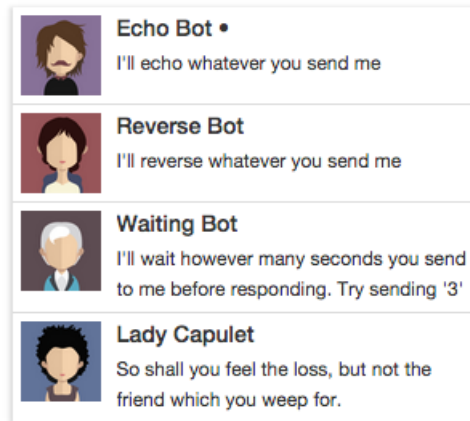 Echo Bot •
I'll echo whatever you send me
Reverse Bot
I'll reverse whatever you send me
Waiting Bot
I'll wait however many seconds you send
to me before responding. Try sending '3'
Lady Capulet
So shall you feel the loss, but not the
friend which you weep for.